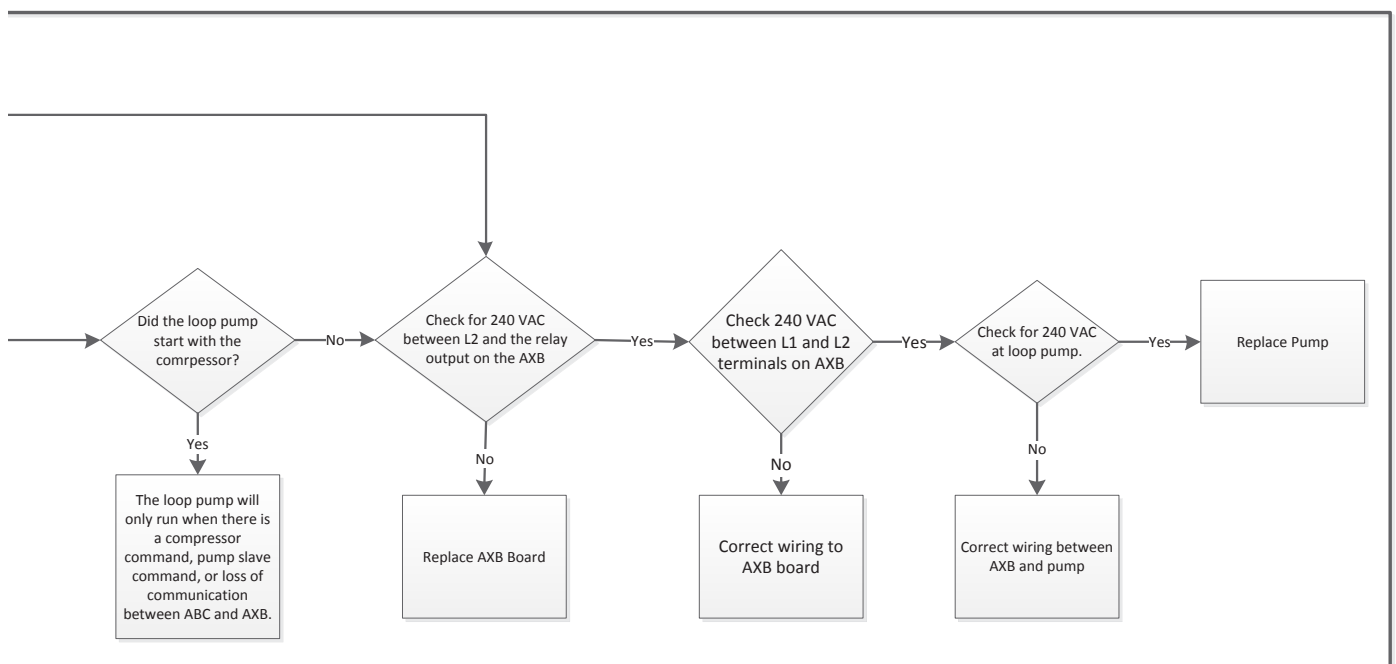 Did the loop pump
start with the
comrpessor?
No
Check for 240 VAC
between L2 and the relay
output on the AXB
Yes
Check 240 VAC
between L1 and L2
terminals on AXB
Yes
Check for 240 VAC
at loop pump.
Yes
Replace Pump
Yes
No
No
No
The loop pump will
only run when there is
a compressor
command, pump slave
command, or loss of
communication
between ABC and AXB.
Replace AXB Board
Correct wiring to
AXB board
Correct wiring between
AXB and pump